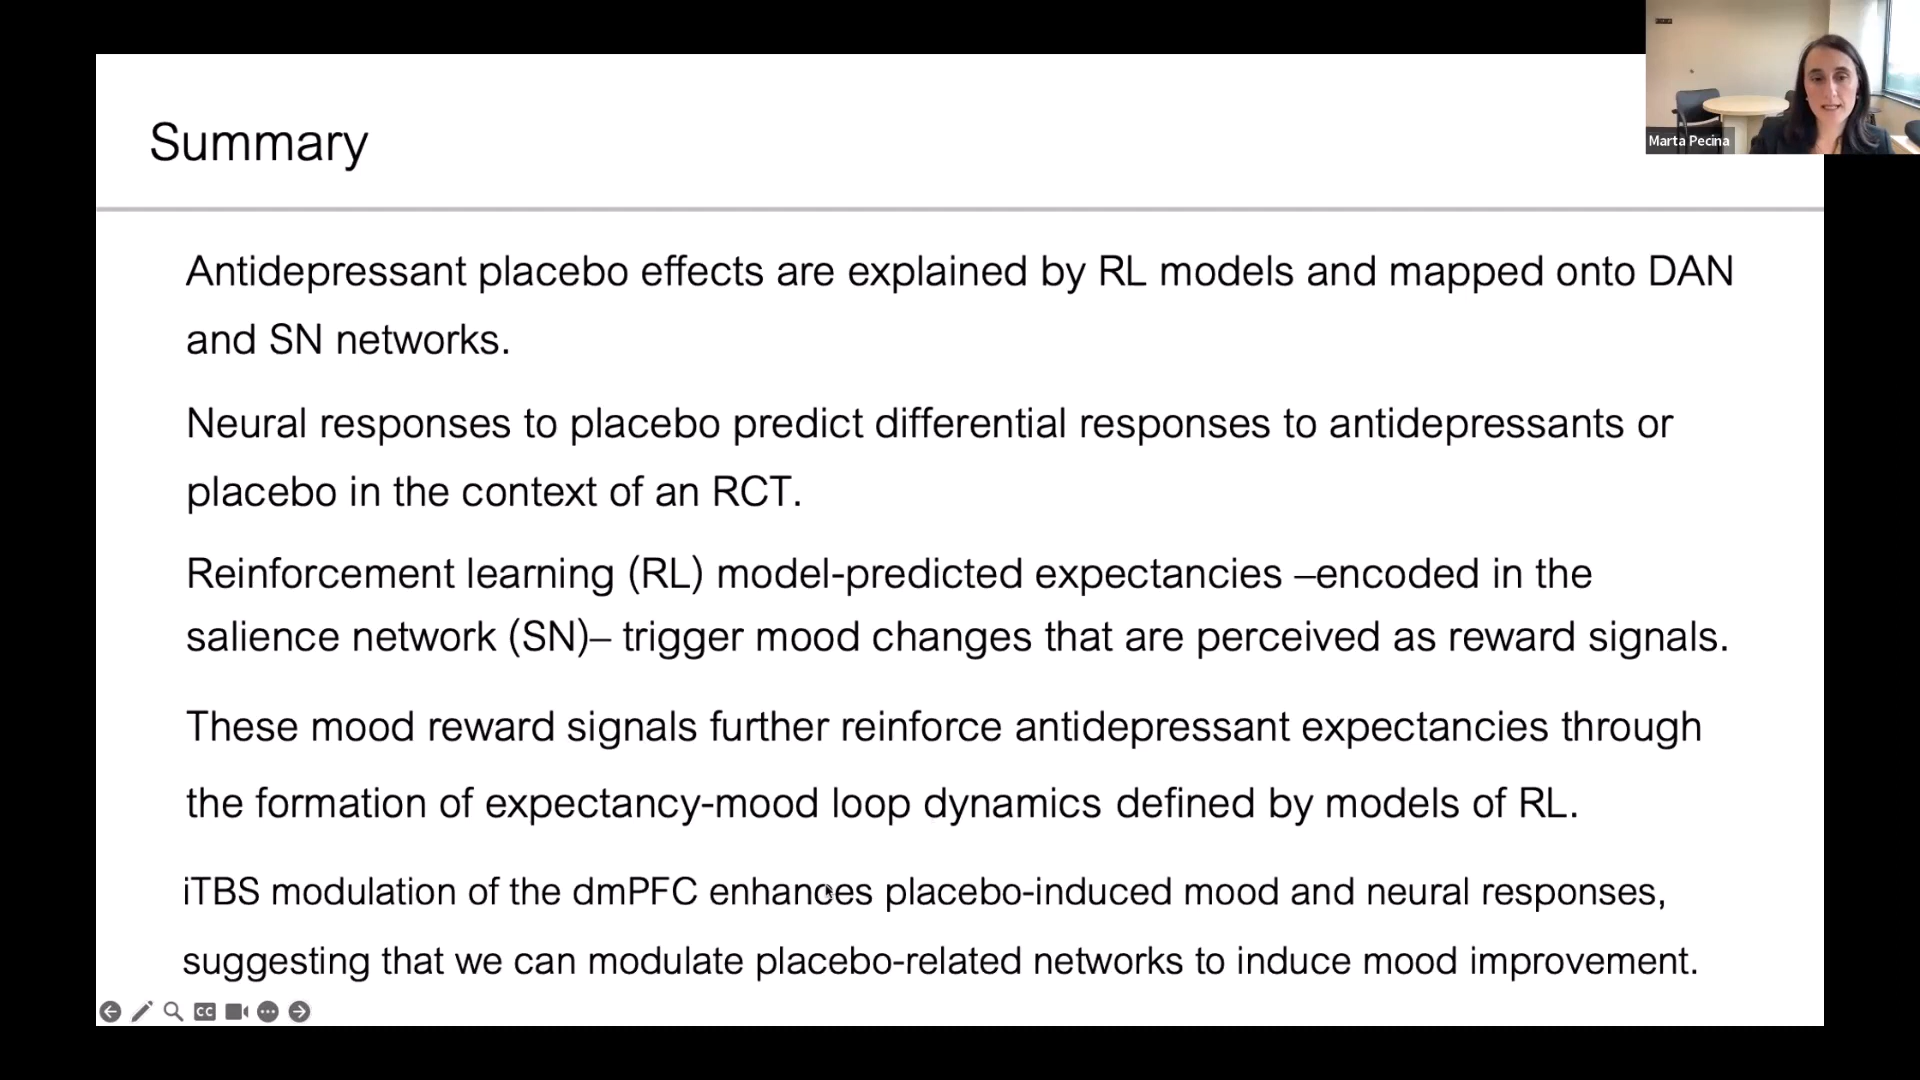 Summary
Marta Pecina
Antidepressant placebo effects are explained by RL models and mapped onto DAN
and SN networks.
Neural responses to placebo predict differential responses to antidepressants or
placebo in the context of an RCT.
Reinforcement learning (RL) model-predicted expectancies –encoded in the
salience network (SN)– trigger mood changes that are perceived as reward signals.
These mood reward signals further reinforce antidepressant expectancies through
the formation of expectancy-mood loop dynamics defined by models of RL.
iTBS modulation of the dmPFC enhances placebo-induced mood and neural responses,
suggesting that we can modulate placebo-related networks to induce mood improvement.
CC